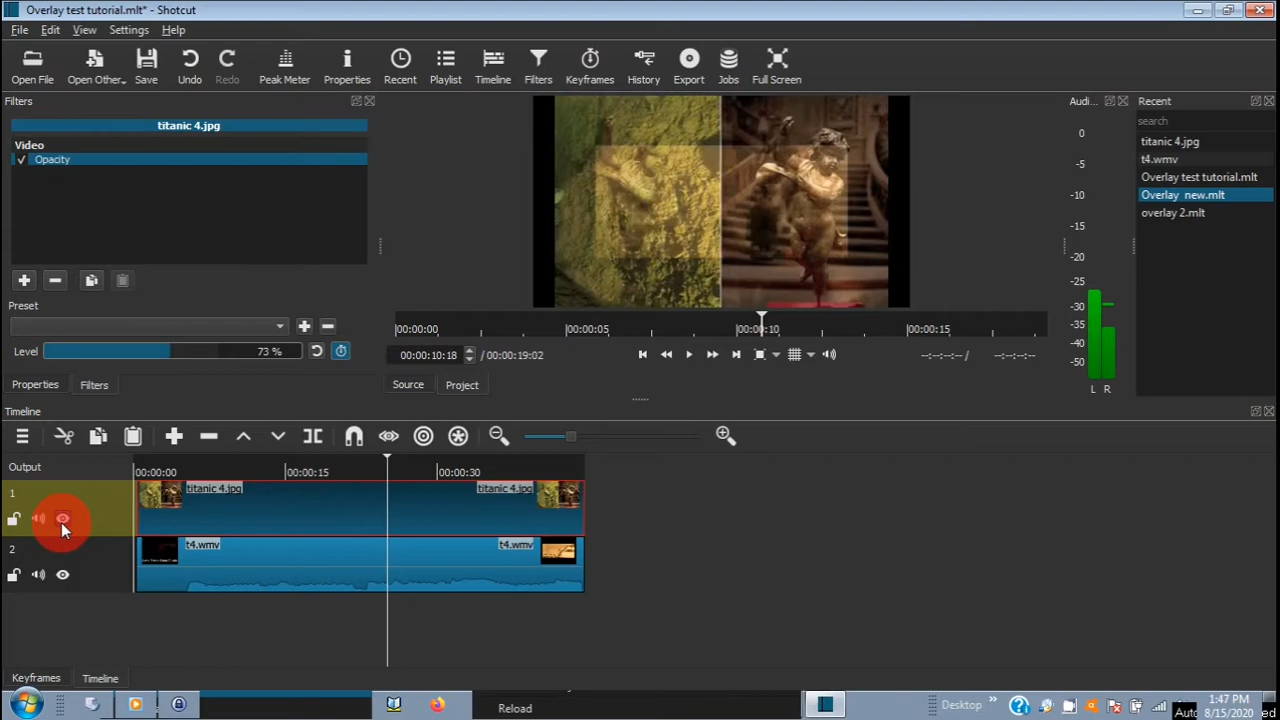 Overlay test tutorial.mlt* - Shotcut
File Edit View Settings Help
Open File Open Other... Save Undo Redo Peak Meter Properties Recent Playlist Timeline Filters Keyframes History Export Jobs Full Screen
Filters
titanic 4.jpg
Video
Opacity
Preset
Level 73 %
Properties Filters
|00:00:00 |00:00:05 |00:00:10 |00:00:15
00:00:10:18 / 00:00:19:02 --:--:--:-- / --:--:--:--
Source Project
Audi...
0
-5
-10
-15
-20
-25
-30
-35
-40
-50
L R
Recent
search
titanic 4.jpg
t4.wmv
Overlay test tutorial.mlt
Overlay new.mlt
overlay 2.mlt
Timeline
Output
00:00:00 00:00:15 00:00:30
1
titanic 4.jpg titanic 4.jpg
2
t4.wmv t4.wmv
Keyframes Timeline
Reload
Desktop »
1:47 PM
8/15/2020